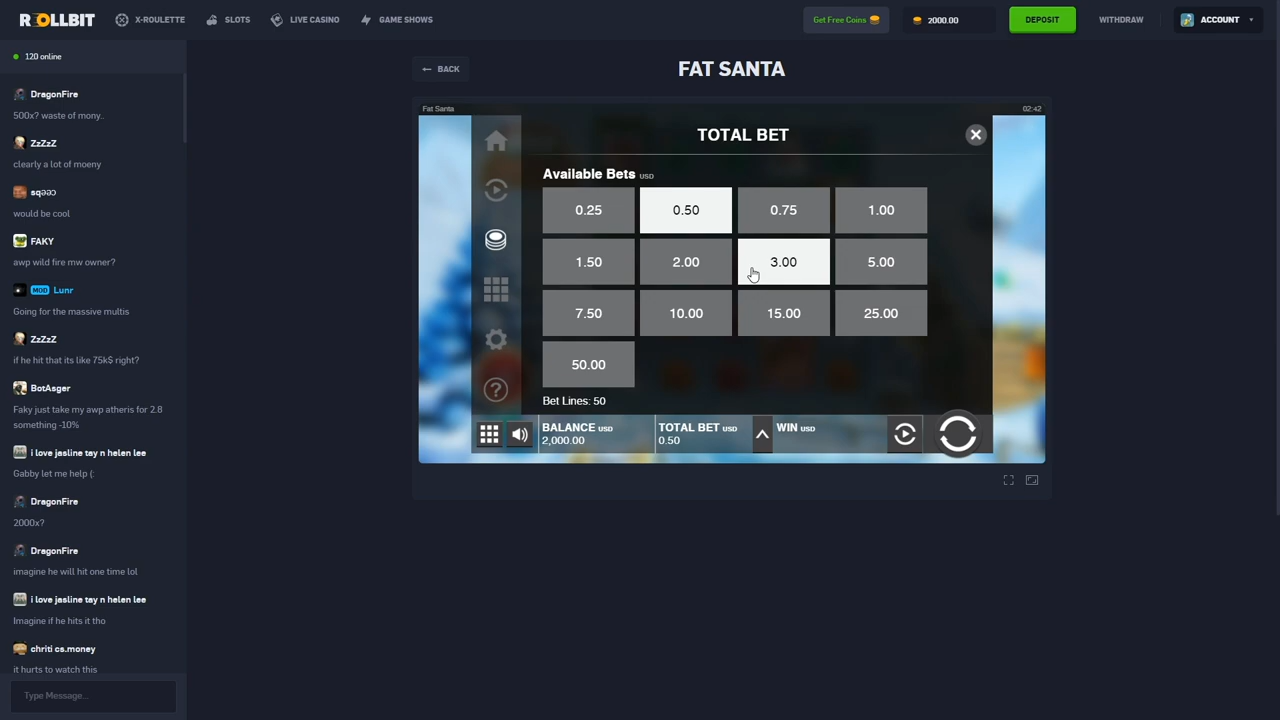 ROLLBIT
X-ROULETTE
SLOTS
LIVE CASINO
GAME SHOWS
Get Free Coins
2000.00
DEPOSIT
WITHDRAW
ACCOUNT
120 online
DragonFire
500x? waste of mony..
ZzZzZ
clearly a lot of moeny
sqǝǝɔ
would be cool
FAKY
awp wild fire mw owner?
MOD Lunr
Going for the massive multis
ZzZzZ
if he hit that its like 75k$ right?
BotAsger
Faky just take my awp atheris for 2.8
something -10%
i love jasline tay n helen lee
Gabby let me help (:
DragonFire
2000x?
DragonFire
imagine he will hit one time lol
i love jasline tay n helen lee
Imagine if he hits it tho
chriti cs.money
it hurts to watch this
Type Message...
← BACK
FAT SANTA
Fat Santa
02:42
TOTAL BET
Available Bets USD
0.25 0.50 0.75 1.00
1.50 2.00 3.00 5.00
7.50 10.00 15.00 25.00
50.00
Bet Lines: 50
BALANCE USD
2,000.00
TOTAL BET USD
0.50
WIN USD